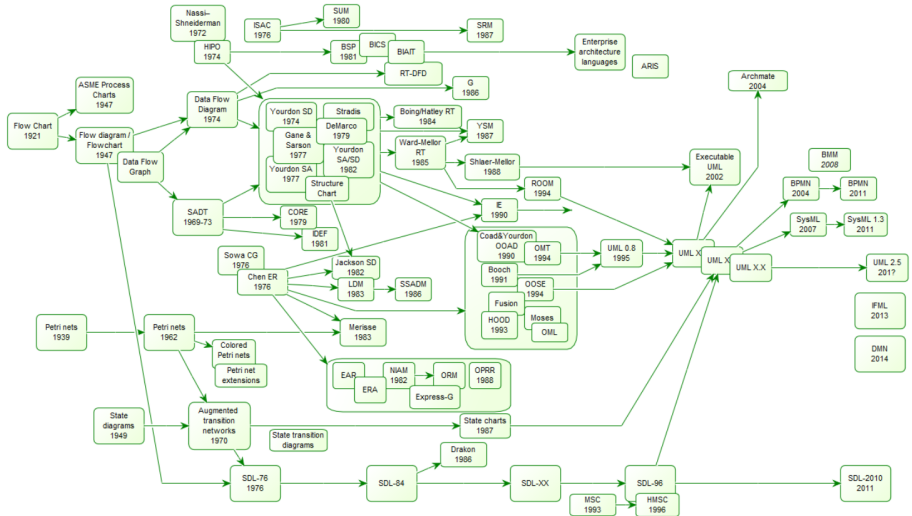 Nassi–
Shneiderman
1972
HIPO
1974
ISAC
1976
SUM
1980
SRM
1987
BSP
1981
BICS
BIAIT
Enterprise
architecture
languages
ARIS
RT-DFD
G
1986
Archmate
2004
ASME Process
Charts
1947
Flow Chart
1921
Flow diagram /
Flowchart
1947
Data Flow
Graph
Data Flow
Diagram
1974
Yourdon SD
1974
Stradis
DeMarco
1979
Gane &
Sarson
1977
Yourdon
SA/SD
1982
Yourdon SA
1977
Structure
Chart
Boing/Hatley RT
1984
YSM
1987
Ward-Mellor
RT
1985
Shlaer-Mellor
1988
ROOM
1994
Executable
UML
2002
BMM
2008
BPMN
2004
BPMN
2011
SysML
2007
SysML 1.3
2011
SADT
1969-73
CORE
1979
IDEF
1981
IE
1990
Sowa CG
1976
Chen ER
1976
Jackson SD
1982
LDM
1983
SSADM
1986
Coad&Yourdon
OOAD
1990
OMT
1994
Booch
1991
OOSE
1994
Fusion
HOOD
1993
Moses
OML
UML 0.8
1995
UML X
UML X
UML X.X
UML 2.5
201?
IFML
2013
DMN
2014
Petri nets
1939
Petri nets
1962
Colored
Petri nets
Petri net
extensions
Merisse
1983
EAR
ERA
NIAM
1982
ORM
OPRR
1988
Express-G
State
diagrams
1949
Augmented
transition
networks
1970
State transition
diagrams
State charts
1987
Drakon
1986
SDL-76
1976
SDL-84
SDL-XX
SDL-96
MSC
1993
HMSC
1996
SDL-2010
2011